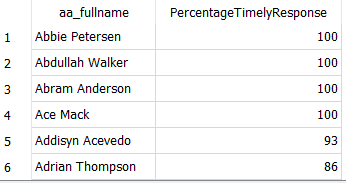 aa_fullname PercentageTimelyResponse
1 Abbie Petersen 100
2 Abdullah Walker 100
3 Abram Anderson 100
4 Ace Mack 100
5 Addisyn Acevedo 93
6 Adrian Thompson 86